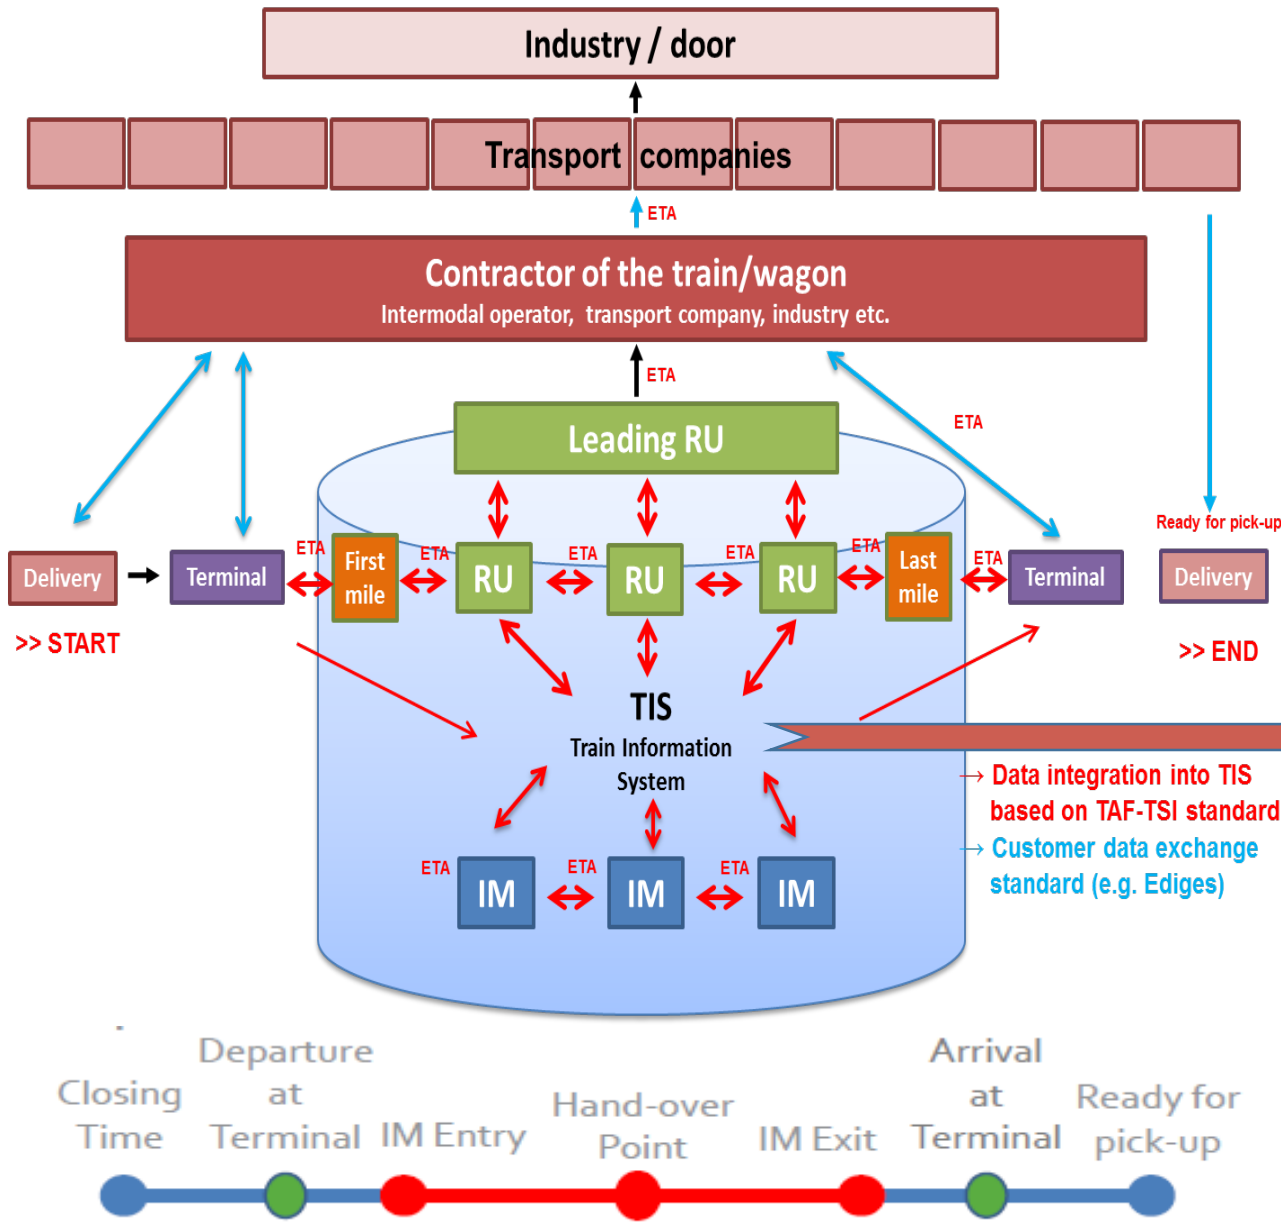 Industry / door
Transport companies
ETA
Contractor of the train/wagon
Intermodal operator, transport company, industry etc.
ETA
ETA
Leading RU
Ready for pick-up
ETA
ETA
ETA
ETA
ETA
ETA
Delivery
Terminal
First
mile
RU
RU
RU
Last
mile
Terminal
Delivery
>> START
>> END
TIS
Train Information
System
→ Data integration into TIS
based on TAF-TSI standard
→ Customer data exchange
standard (e.g. Ediges)
ETA
ETA
ETA
IM
IM
IM
Closing
Time
Departure
at
Terminal
IM Entry
Hand-over
Point
IM Exit
Arrival
at
Terminal
Ready for
pick-up